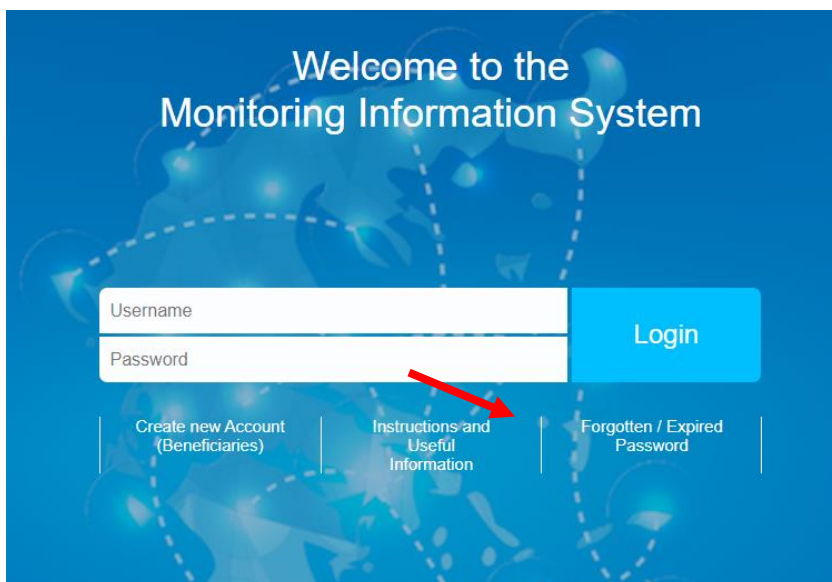 Welcome to the
Monitoring Information System
Username
Password
Login
Create new Account
(Beneficiaries)
Instructions and
Useful
Information
Forgotten / Expired
Password